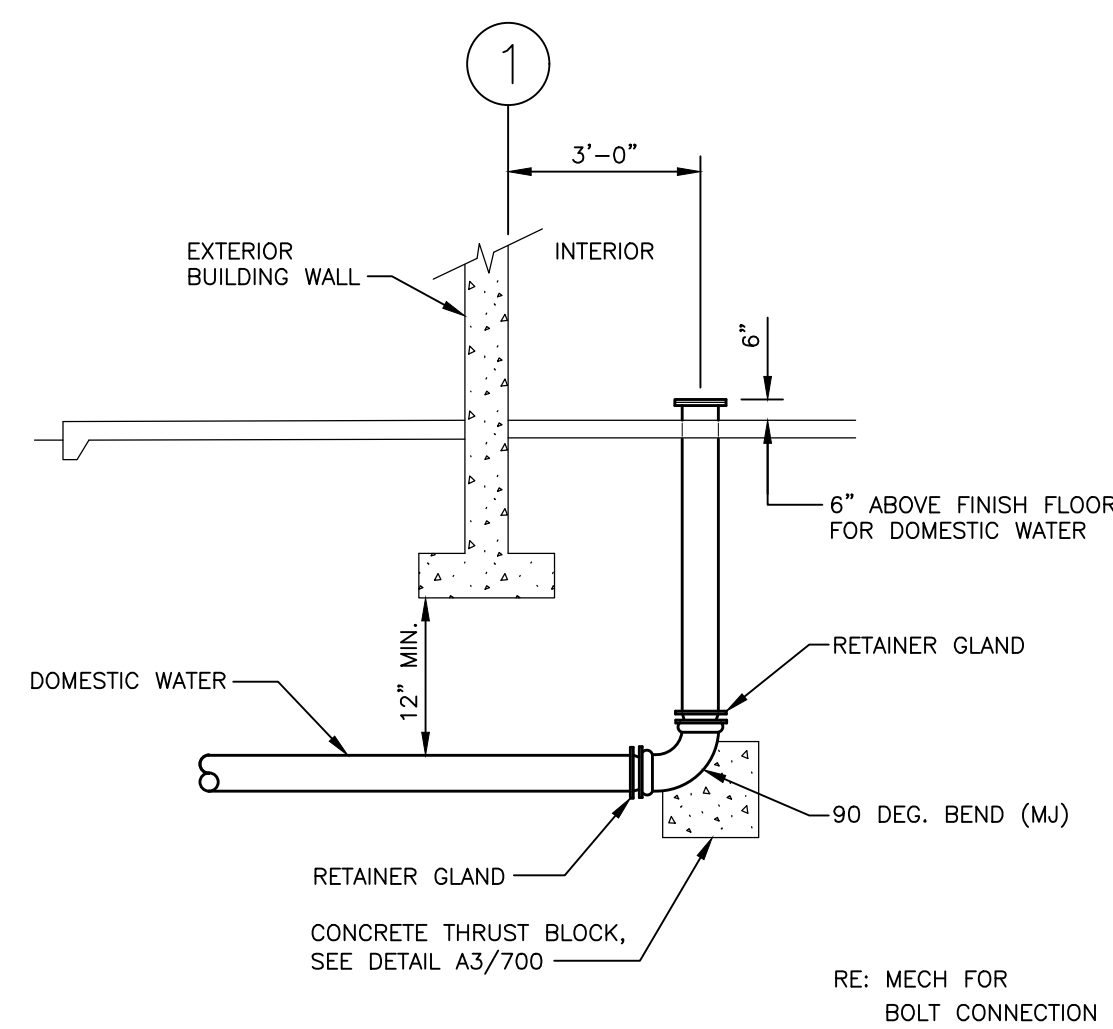 1
3'-0"
EXTERIOR
BUILDING WALL
INTERIOR
6"
6" ABOVE FINISH FLOOR
FOR DOMESTIC WATER
12" MIN.
RETAINER GLAND
DOMESTIC WATER
90 DEG. BEND (MJ)
RETAINER GLAND
CONCRETE THRUST BLOCK,
SEE DETAIL A3/700
RE: MECH FOR
BOLT CONNECTION